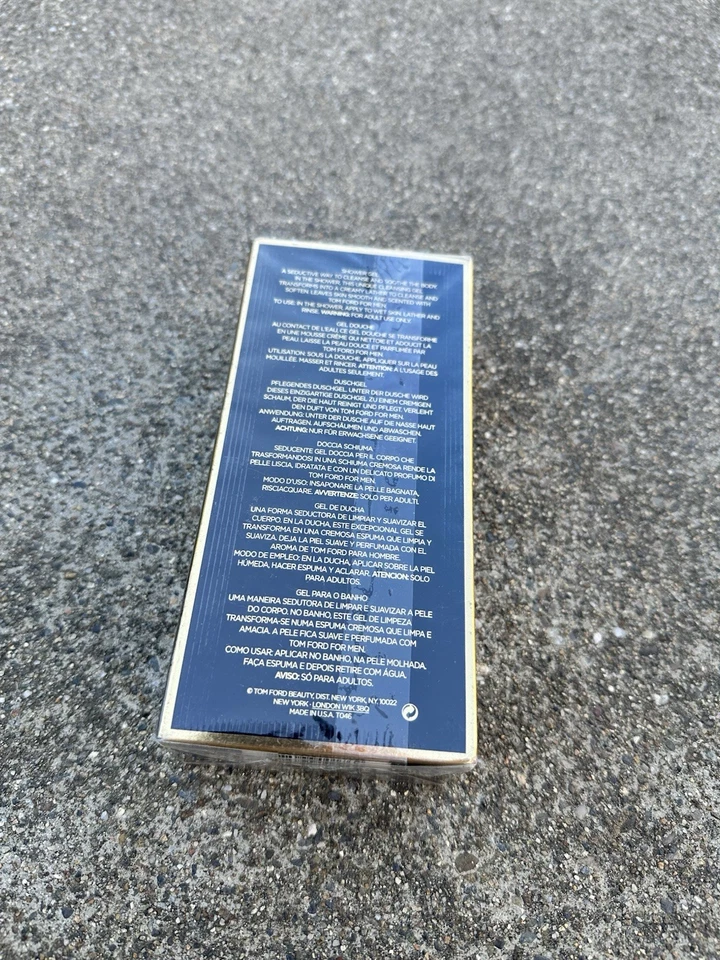 SHOWER GEL
A SEDUCTIVE WAY TO CLEANSE AND SOOTHE THE BODY.
IN THE SHOWER, THIS UNIQUE CLEANSING GEL
TRANSFORMS INTO A CREAMY LATHER TO CLEANSE AND
SOFTEN. LEAVES SKIN SMOOTH AND SCENTED WITH
TOM FORD FOR MEN.
TO USE: IN THE SHOWER, APPLY TO WET SKIN, LATHER AND
RINSE. WARNING: FOR ADULT USE ONLY.
GEL DOUCHE
AU CONTACT DE L'EAU, CE GEL DOUCHE SE TRANSFORME
EN UNE MOUSSE CRÈME QUI NETTOIE ET ADOUCIT LA
PEAU. LAISSE LA PEAU DOUCE ET PARFUMÉE PAR
TOM FORD FOR MEN.
UTILISATION: SOUS LA DOUCHE, APPLIQUER SUR LA PEAU
MOUILLÉE. MASSER ET RINCER. ATTENTION: À L'USAGE DES
ADULTES SEULEMENT.
DUSCHGEL
PFLEGENDES DUSCHGEL. UNTER DER DUSCHE WIRD
DIESES EINZIGARTIGE DUSCHGEL ZU EINEM CREMIGEN
SCHAUM, DER DIE HAUT REINIGT UND PFLEGT. VERLEIHT
DEN DUFT VON TOM FORD FOR MEN.
ANWENDUNG: UNTER DER DUSCHE AUF DIE NASSE HAUT
AUFTRAGEN, AUFSCHÄUMEN UND ABWASCHEN.
ACHTUNG: NUR FÜR ERWACHSENE GEEIGNET.
DOCCIA SCHIUMA
SEDUCENTE GEL DOCCIA PER IL CORPO CHE
TRASFORMANDOSI IN UNA SCHIUMA CREMOSA RENDE LA
PELLE LISCIA, IDRATATA E CON UN DELICATO PROFUMO DI
TOM FORD FOR MEN.
MODO D'USO: INSAPONARE LA PELLE BAGNATA,
RISCIACQUARE. AVVERTENZE: SOLO PER ADULTI.
GEL DE DUCHA
UNA FORMA SEDUCTORA DE LIMPIAR Y SUAVIZAR EL
CUERPO. EN LA DUCHA, ESTE EXCEPCIONAL GEL SE
TRANSFORMA EN UNA CREMOSA ESPUMA QUE LIMPIA Y
SUAVIZA. DEJA LA PIEL SUAVE Y PERFUMADA CON EL
AROMA DE TOM FORD PARA HOMBRE.
MODO DE EMPLEO: EN LA DUCHA, APLICAR SOBRE LA PIEL
HÚMEDA, HACER ESPUMA Y ACLARAR. ATENCION: SOLO
PARA ADULTOS.
GEL PARA O BANHO
UMA MANEIRA SEDUTORA DE LIMPAR E SUAVIZAR A PELE
DO CORPO. NO BANHO, ESTE GEL DE LIMPEZA
TRANSFORMA-SE NUMA ESPUMA CREMOSA QUE LIMPA E
AMACIA. A PELE FICA SUAVE E PERFUMADA COM
TOM FORD FOR MEN.
COMO USAR: APLICAR NO BANHO, NA PELE MOLHADA,
FAÇA ESPUMA E DEPOIS RETIRE COM ÁGUA.
AVISO: SÓ PARA ADULTOS.
© TOM FORD BEAUTY, DIST. NEW YORK, NY. 10022
NEW YORK · LONDON W1K 3BQ
MADE IN U.S.A. T046